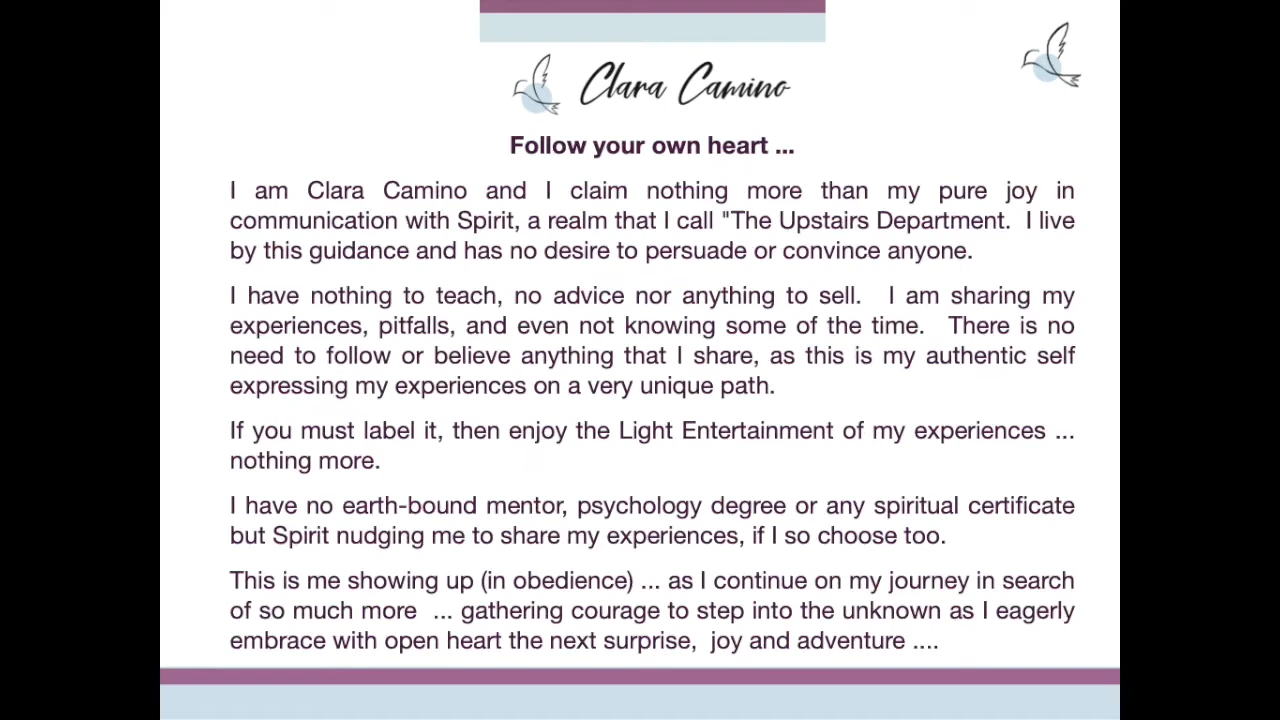 Clara Camino
Follow your own heart ...
I am Clara Camino and I claim nothing more than my pure joy in
communication with Spirit, a realm that I call "The Upstairs Department. I live
by this guidance and has no desire to persuade or convince anyone.
I have nothing to teach, no advice nor anything to sell. I am sharing my
experiences, pitfalls, and even not knowing some of the time. There is no
need to follow or believe anything that I share, as this is my authentic self
expressing my experiences on a very unique path.
If you must label it, then enjoy the Light Entertainment of my experiences ...
nothing more.
I have no earth-bound mentor, psychology degree or any spiritual certificate
but Spirit nudging me to share my experiences, if I so choose too.
This is me showing up (in obedience) ... as I continue on my journey in search
of so much more ... gathering courage to step into the unknown as I eagerly
embrace with open heart the next surprise, joy and adventure ....